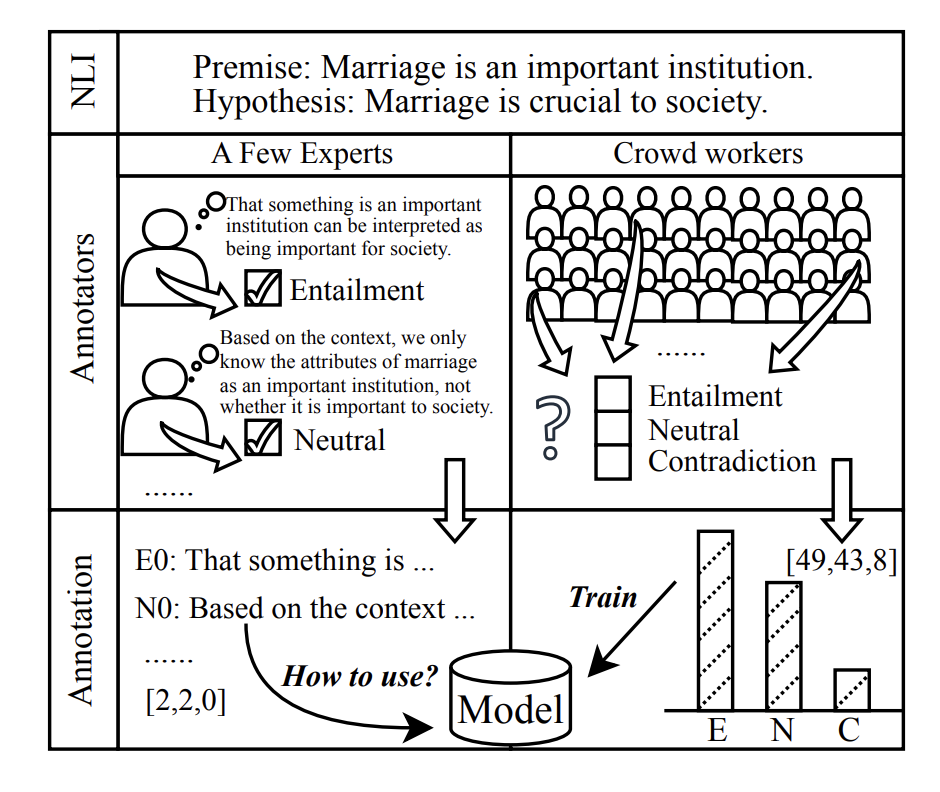 NLI
Premise: Marriage is an important institution.
Hypothesis: Marriage is crucial to society.
Annotators
A Few Experts
Crowd workers
That something is an important
institution can be interpreted as
being important for society.
Entailment
Based on the context, we only
know the attributes of marriage
as an important institution, not
whether it is important to society.
Neutral
......
......
?
Entailment
Neutral
Contradiction
Annotation
E0: That something is ...
N0: Based on the context ...
......
[2,2,0]
How to use?
Model
Train
[49,43,8]
E N C